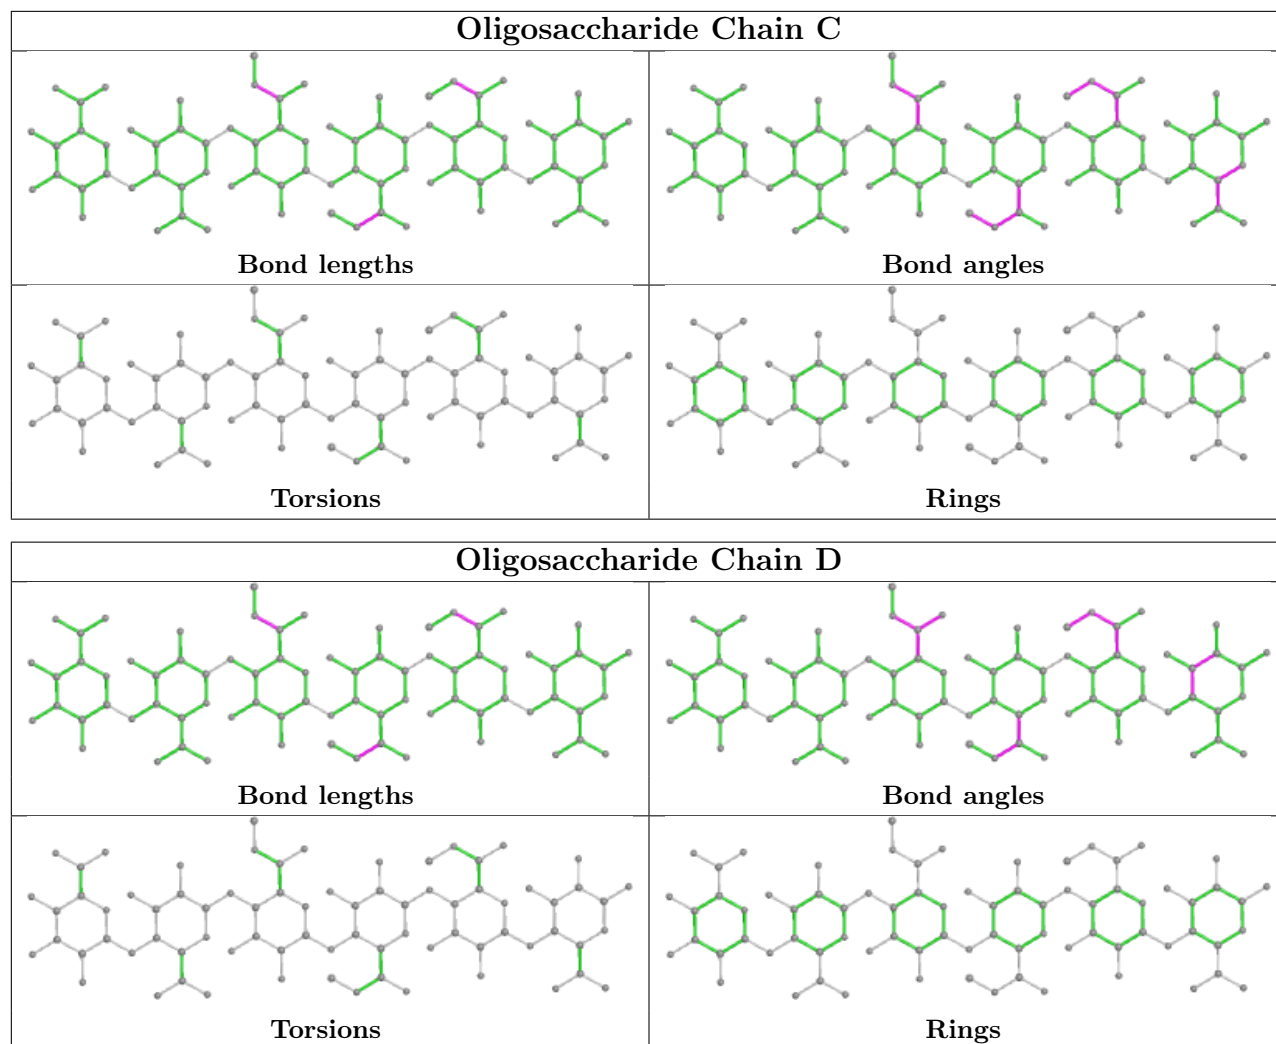 Oligosaccharide Chain C
Bond lengths
Bond angles
Torsions
Rings
Oligosaccharide Chain D
Bond lengths
Bond angles
Torsions
Rings